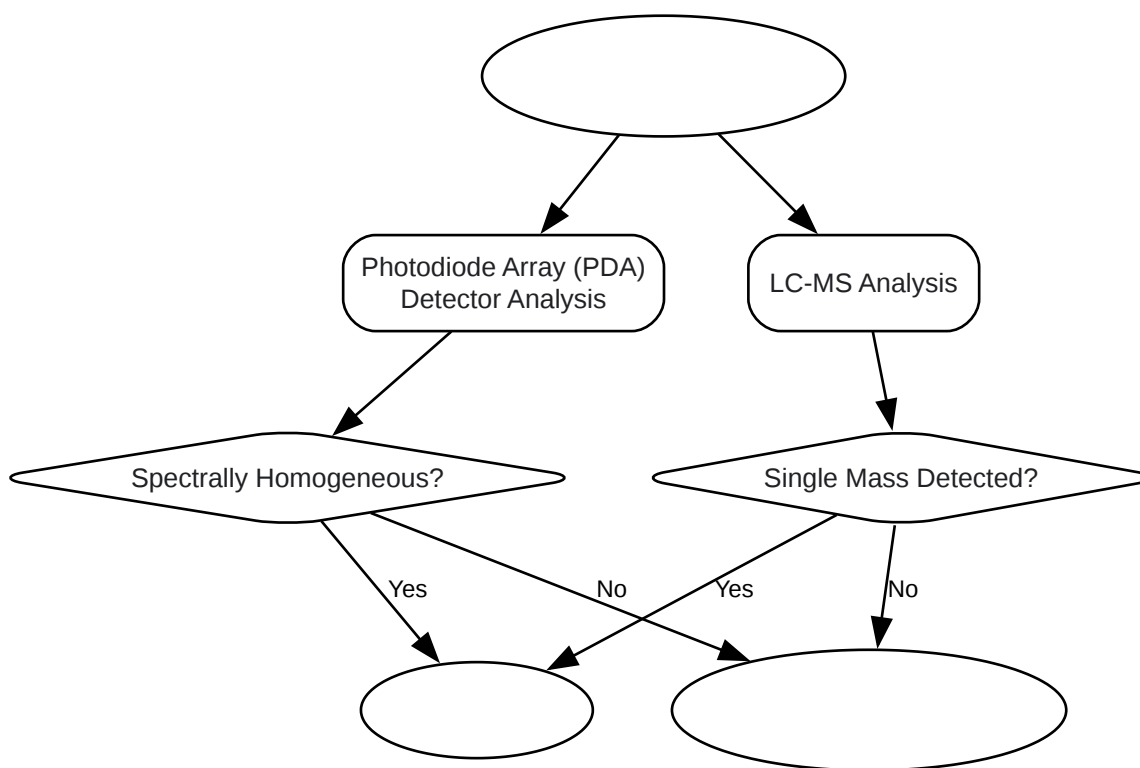 Photodiode Array (PDA)
Detector Analysis
LC-MS Analysis
Spectrally Homogeneous?
Single Mass Detected?
Yes
No
Yes
No